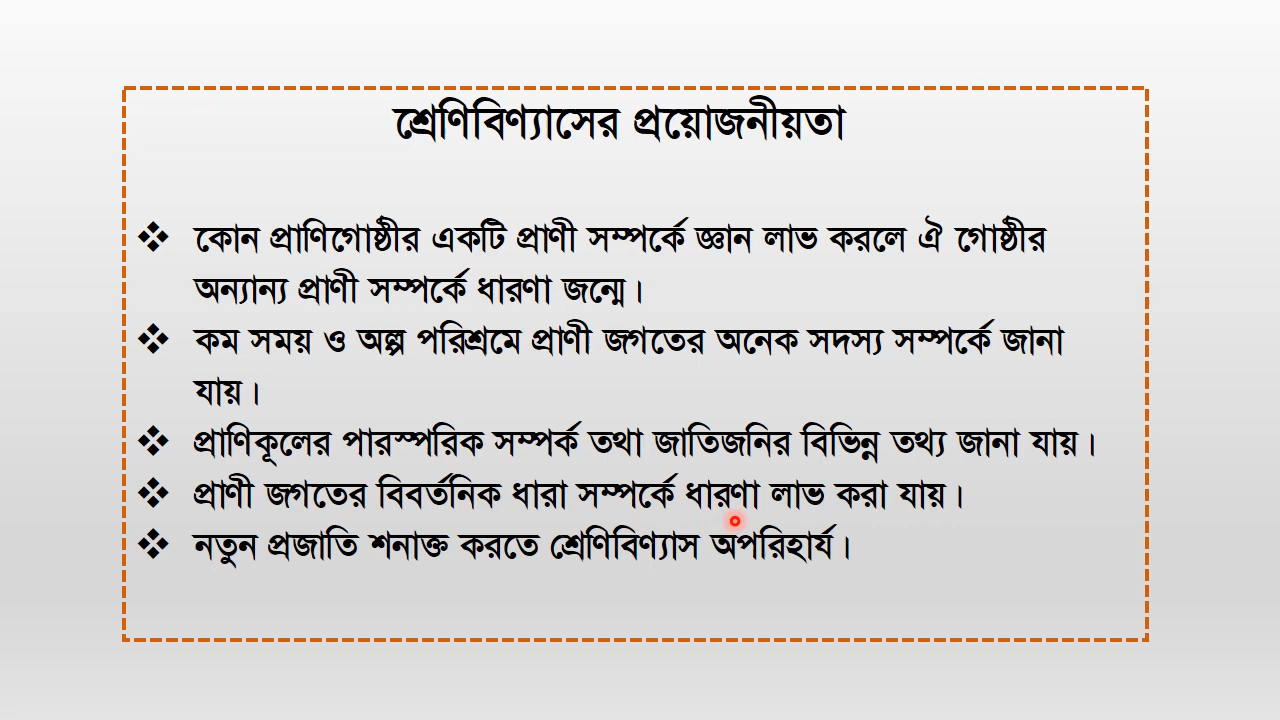 শ্রেণিবিণ্যাসের প্রয়োজনীয়তা
❖ কোন প্রাণিগোষ্ঠীর একটি প্রাণী সম্পর্কে জ্ঞান লাভ করলে ঐ গোষ্ঠীর
অন্যান্য প্রাণী সম্পর্কে ধারণা জন্মে।
❖ কম সময় ও অল্প পরিশ্রমে প্রাণী জগতের অনেক সদস্য সম্পর্কে জানা
যায়।
❖ প্রাণিকূলের পারস্পরিক সম্পর্ক তথা জাতিজনির বিভিন্ন তথ্য জানা যায়।
❖ প্রাণী জগতের বিবর্তনিক ধারা সম্পর্কে ধারণা লাভ করা যায়।
❖ নতুন প্রজাতি শনাক্ত করতে শ্রেণিবিণ্যাস অপরিহার্য।